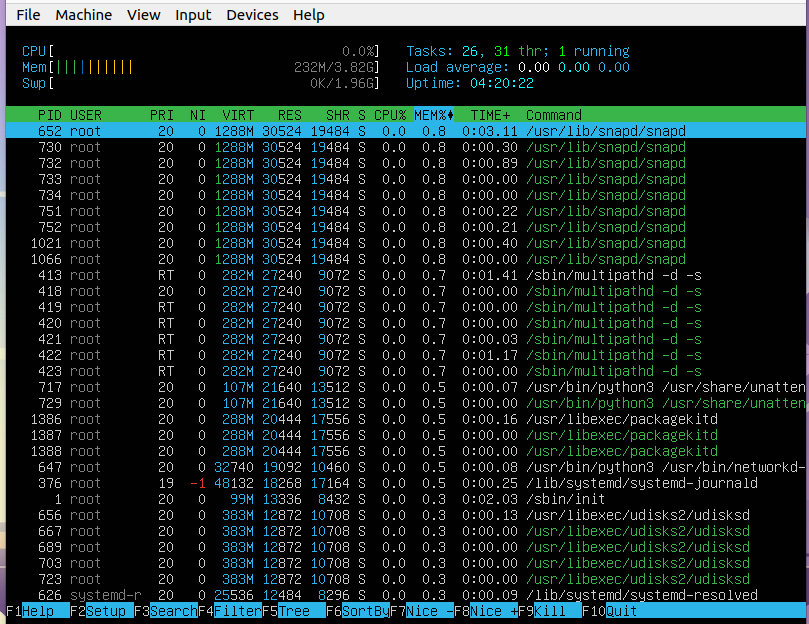 File Machine View Input Devices Help
CPU[ 0.0%] Tasks: 26, 31 thr; 1 running
Mem[|||||||||| 232M/3.82G] Load average: 0.00 0.00 0.00
Swp[ 0K/1.96G] Uptime: 04:20:22
PID USER PRI NI VIRT RES SHR S CPU% MEM% TIME+ Command
652 root 20 0 1288M 30524 19484 S 0.0 0.8 0:03.11 /usr/lib/snapd/snapd
730 root 20 0 1288M 30524 19484 S 0.0 0.8 0:00.30 /usr/lib/snapd/snapd
732 root 20 0 1288M 30524 19484 S 0.0 0.8 0:00.89 /usr/lib/snapd/snapd
733 root 20 0 1288M 30524 19484 S 0.0 0.8 0:00.00 /usr/lib/snapd/snapd
734 root 20 0 1288M 30524 19484 S 0.0 0.8 0:00.00 /usr/lib/snapd/snapd
751 root 20 0 1288M 30524 19484 S 0.0 0.8 0:00.22 /usr/lib/snapd/snapd
752 root 20 0 1288M 30524 19484 S 0.0 0.8 0:00.21 /usr/lib/snapd/snapd
1021 root 20 0 1288M 30524 19484 S 0.0 0.8 0:00.40 /usr/lib/snapd/snapd
1066 root 20 0 1288M 30524 19484 S 0.0 0.8 0:00.00 /usr/lib/snapd/snapd
413 root RT 0 282M 27240 9072 S 0.0 0.7 0:01.41 /sbin/multipathd -d -s
418 root 20 0 282M 27240 9072 S 0.0 0.7 0:00.00 /sbin/multipathd -d -s
419 root RT 0 282M 27240 9072 S 0.0 0.7 0:00.00 /sbin/multipathd -d -s
420 root RT 0 282M 27240 9072 S 0.0 0.7 0:00.00 /sbin/multipathd -d -s
421 root RT 0 282M 27240 9072 S 0.0 0.7 0:00.03 /sbin/multipathd -d -s
422 root RT 0 282M 27240 9072 S 0.0 0.7 0:01.17 /sbin/multipathd -d -s
423 root RT 0 282M 27240 9072 S 0.0 0.7 0:00.00 /sbin/multipathd -d -s
717 root 20 0 107M 21640 13512 S 0.0 0.5 0:00.07 /usr/bin/python3 /usr/share/unatten
729 root 20 0 107M 21640 13512 S 0.0 0.5 0:00.00 /usr/bin/python3 /usr/share/unatten
1386 root 20 0 288M 20444 17556 S 0.0 0.5 0:00.16 /usr/libexec/packagekitd
1387 root 20 0 288M 20444 17556 S 0.0 0.5 0:00.00 /usr/libexec/packagekitd
1388 root 20 0 288M 20444 17556 S 0.0 0.5 0:00.00 /usr/libexec/packagekitd
647 root 20 0 32740 19092 10460 S 0.0 0.5 0:00.08 /usr/bin/python3 /usr/bin/networkd-
376 root 19 -1 48132 18268 17164 S 0.0 0.5 0:00.25 /lib/systemd/systemd-journald
1 root 20 0 99M 13336 8432 S 0.0 0.3 0:02.03 /sbin/init
656 root 20 0 383M 12872 10708 S 0.0 0.3 0:00.13 /usr/libexec/udisks2/udisksd
667 root 20 0 383M 12872 10708 S 0.0 0.3 0:00.00 /usr/libexec/udisks2/udisksd
689 root 20 0 383M 12872 10708 S 0.0 0.3 0:00.00 /usr/libexec/udisks2/udisksd
703 root 20 0 383M 12872 10708 S 0.0 0.3 0:00.00 /usr/libexec/udisks2/udisksd
723 root 20 0 383M 12872 10708 S 0.0 0.3 0:00.00 /usr/libexec/udisks2/udisksd
626 systemd-r 20 0 25536 12484 8296 S 0.0 0.3 0:00.09 /lib/systemd/systemd-resolved
F1Help F2Setup F3SearchF4FilterF5Tree F6SortByF7Nice -F8Nice +F9Kill F10Quit